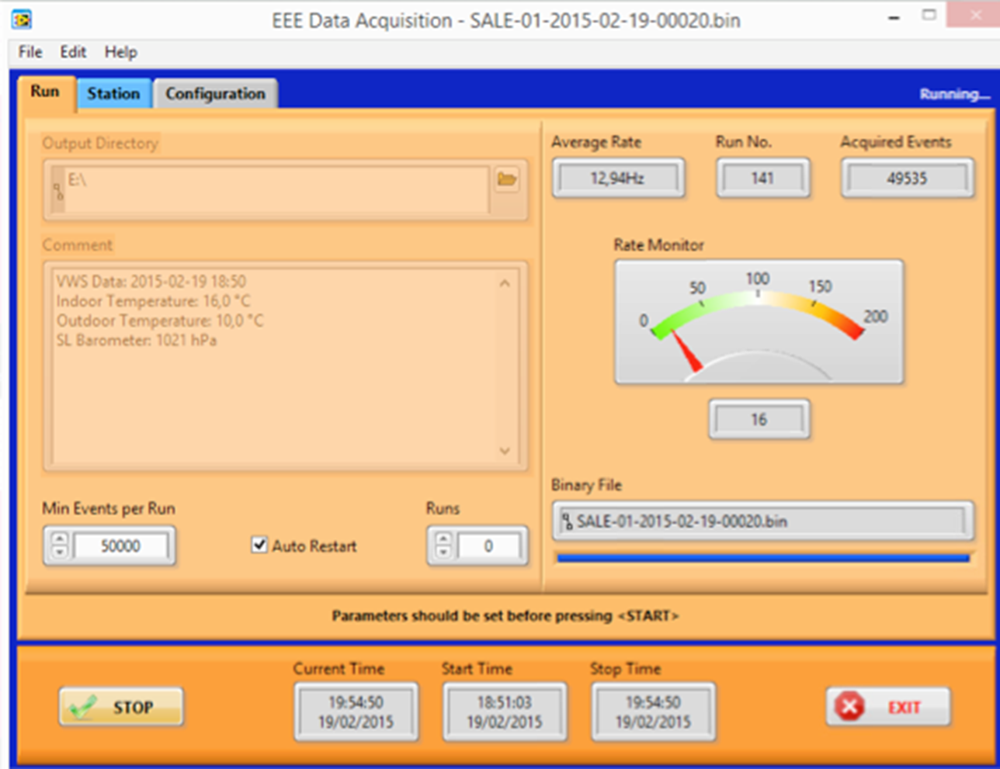 EEE Data Acquisition - SALE-01-2015-02-19-00020.bin
File Edit Help
Run Station Configuration
Running...
Output Directory
E:\
Comment
VWS Data: 2015-02-19 18:50
Indoor Temperature: 16,0 °C
Outdoor Temperature: 10,0 °C
SL Barometer: 1021 hPa
Min Events per Run
50000
Auto Restart
Runs
0
Average Rate Run No. Acquired Events
12,94Hz 141 49535
Rate Monitor
0 50 100 150 200
16
Binary File
SALE-01-2015-02-19-00020.bin
Parameters should be set before pressing <START>
STOP
Current Time Start Time Stop Time
19:54:50 18:51:03 19:54:50
19/02/2015 19/02/2015 19/02/2015
EXIT